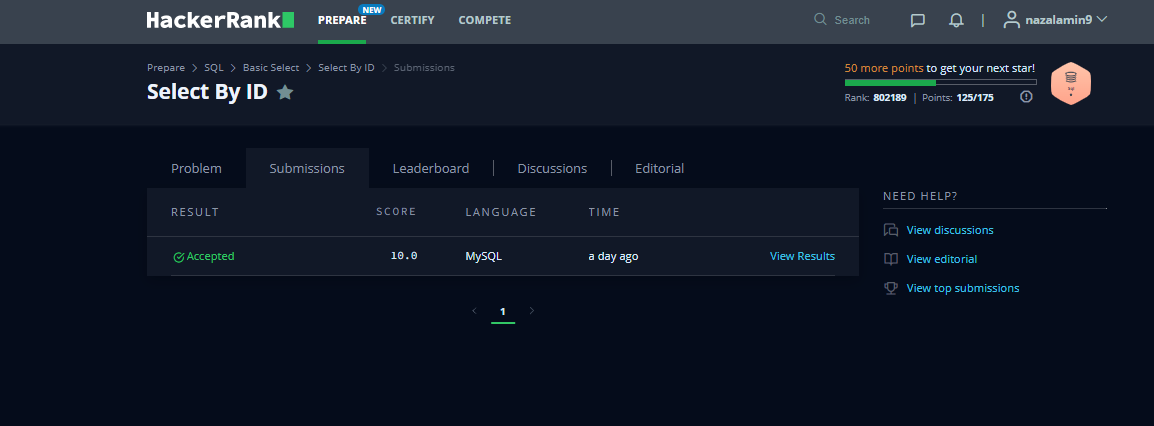 HackerRank PREPARE NEW CERTIFY COMPETE Search nazalamin9
Prepare > SQL > Basic Select > Select By ID > Submissions
50 more points to get your next star!
Select By ID
Rank: 802189 | Points: 125/175
Sql
Problem Submissions Leaderboard Discussions Editorial
RESULT SCORE LANGUAGE TIME
Accepted 10.0 MySQL a day ago View Results
1
NEED HELP?
View discussions
View editorial
View top submissions